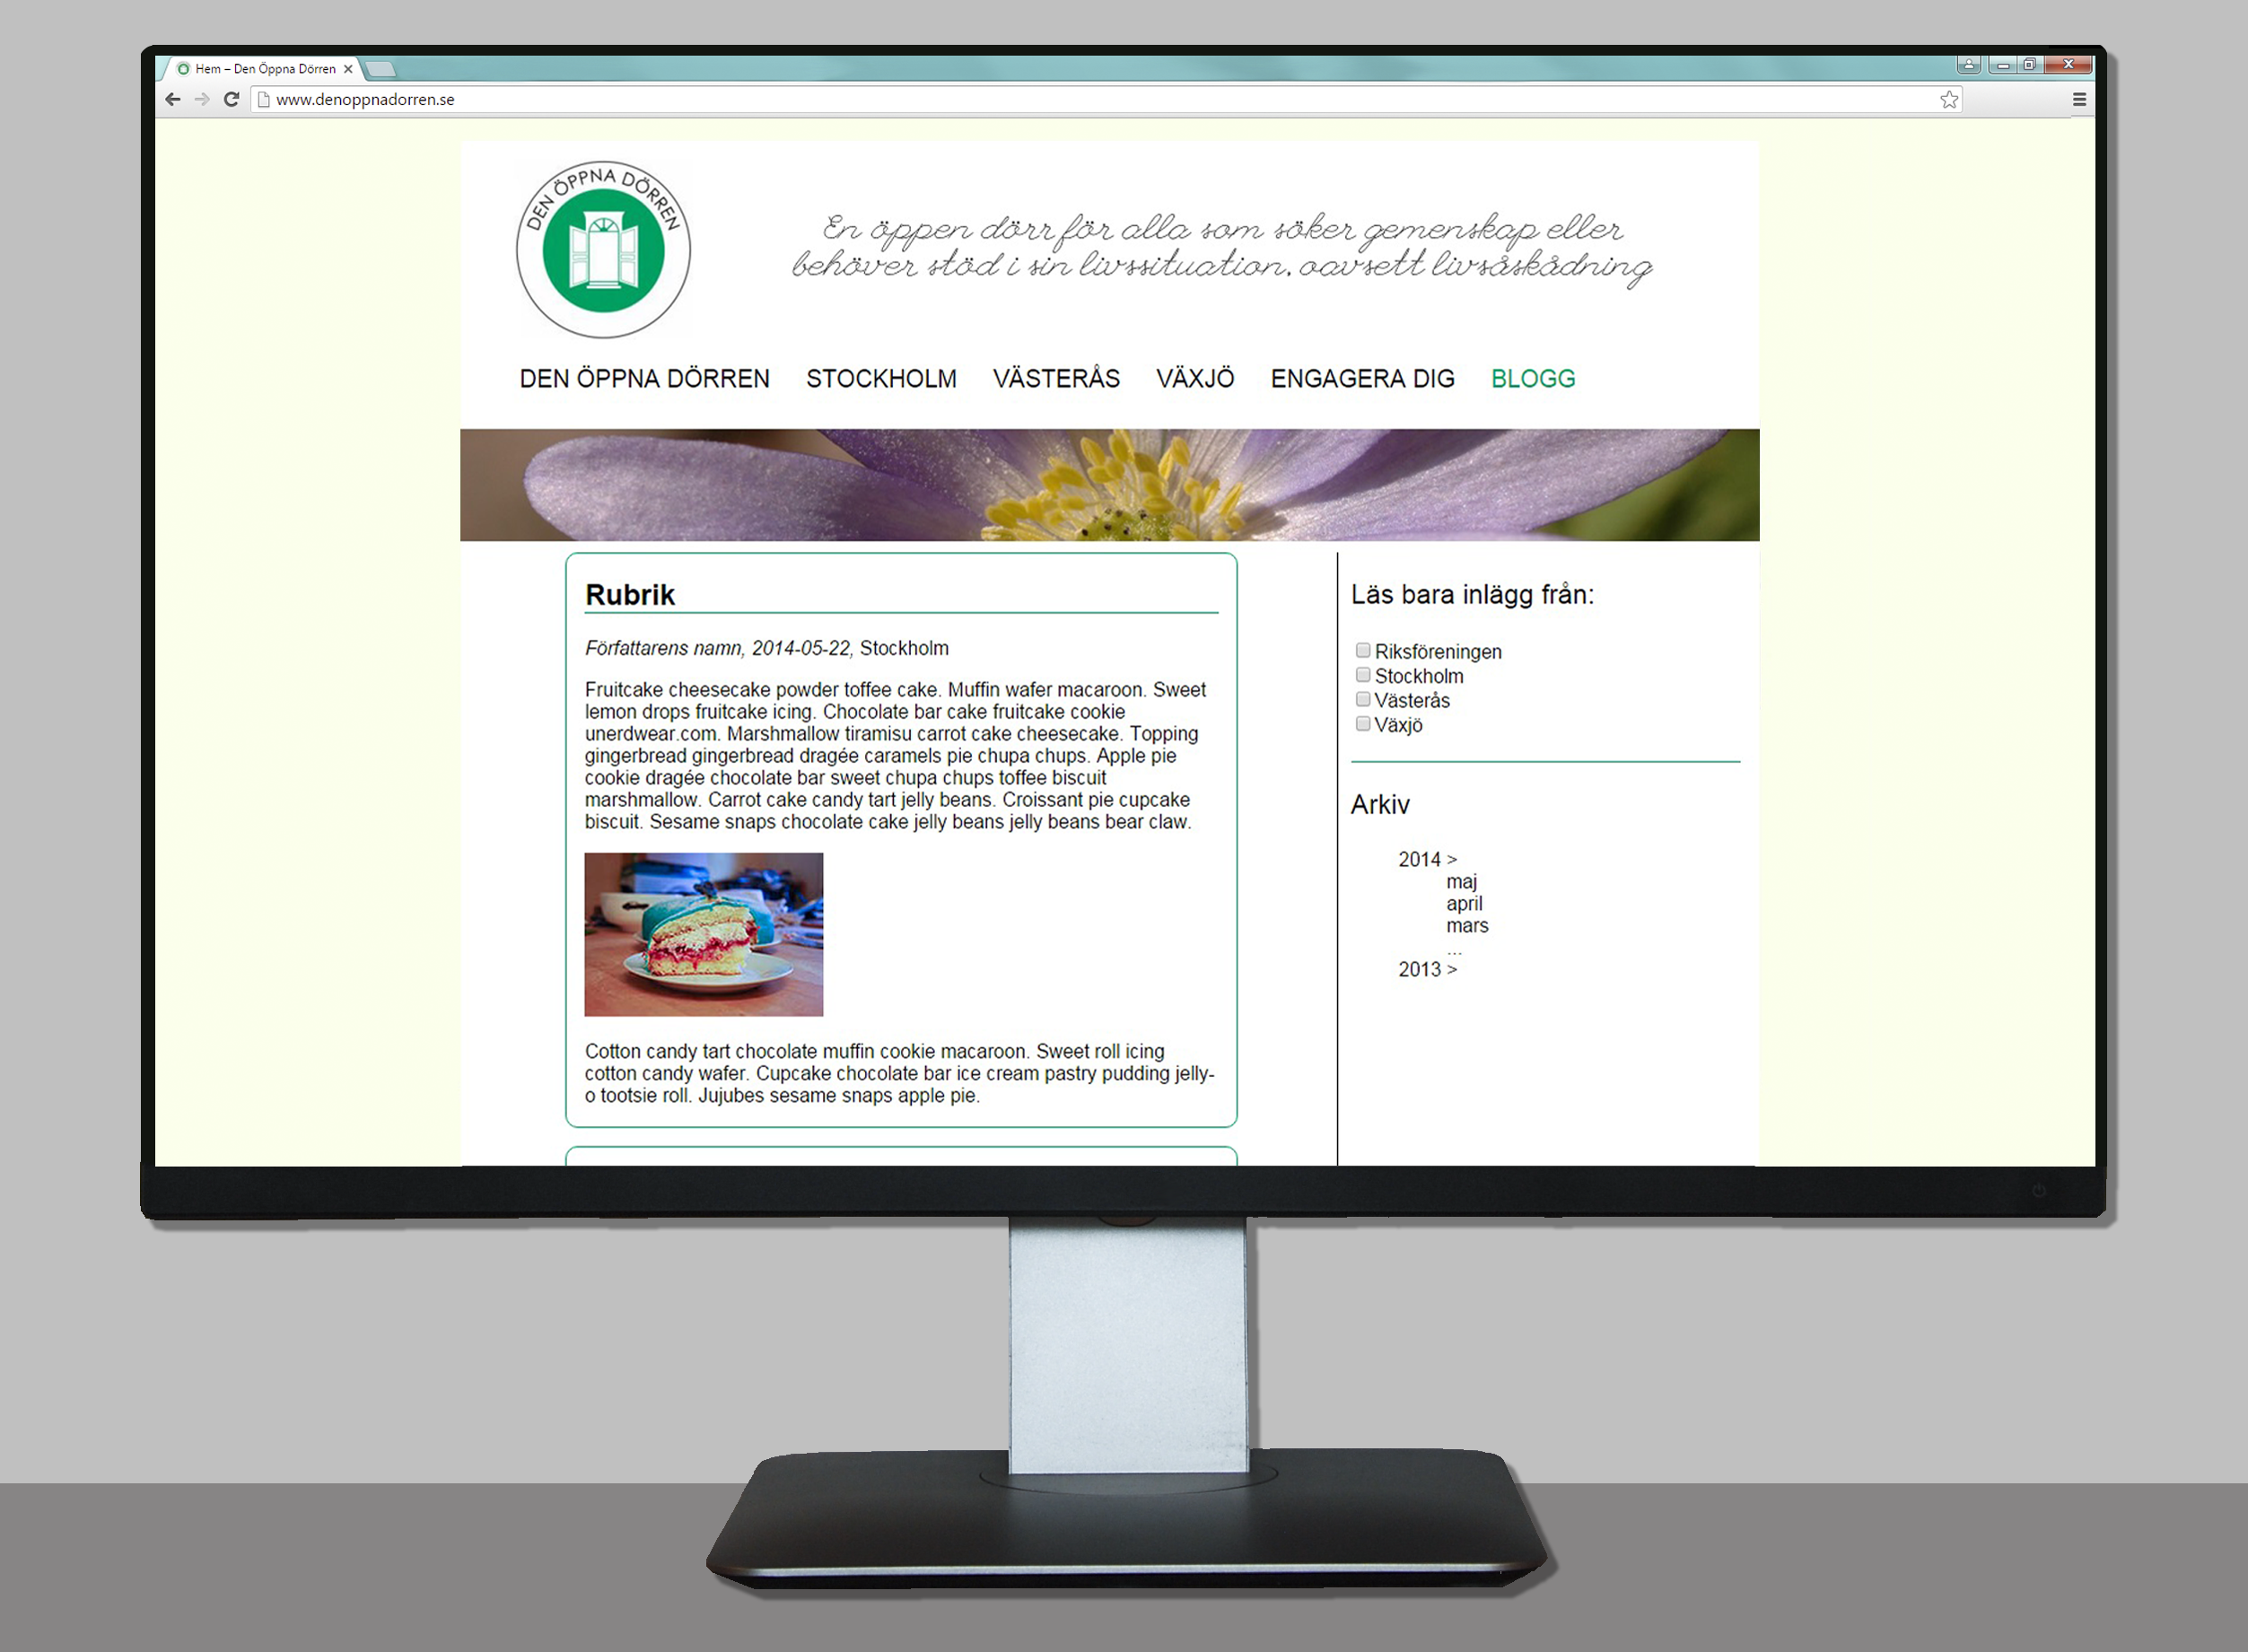 Hem – Den Öppna Dörren
www.denoppnadorren.se
DEN ÖPPNA DÖRREN
En öppen dörr för alla som söker gemenskap eller
behöver stöd i sin livssituation, oavsett livsåskådning
DEN ÖPPNA DÖRREN STOCKHOLM VÄSTERÅS VÄXJÖ ENGAGERA DIG BLOGG
Rubrik
Författarens namn, 2014-05-22, Stockholm
Fruitcake cheesecake powder toffee cake. Muffin wafer macaroon. Sweet
lemon drops fruitcake icing. Chocolate bar cake fruitcake cookie
unerdwear.com. Marshmallow tiramisu carrot cake cheesecake. Topping
gingerbread gingerbread dragée caramels pie chupa chups. Apple pie
cookie dragée chocolate bar sweet chupa chups toffee biscuit
marshmallow. Carrot cake candy tart jelly beans. Croissant pie cupcake
biscuit. Sesame snaps chocolate cake jelly beans jelly beans bear claw.
Cotton candy tart chocolate muffin cookie macaroon. Sweet roll icing
cotton candy wafer. Cupcake chocolate bar ice cream pastry pudding jelly-
o tootsie roll. Jujubes sesame snaps apple pie.
Läs bara inlägg från:
Riksföreningen
Stockholm
Västerås
Växjö
Arkiv
2014 >
maj
april
mars
...
2013 >